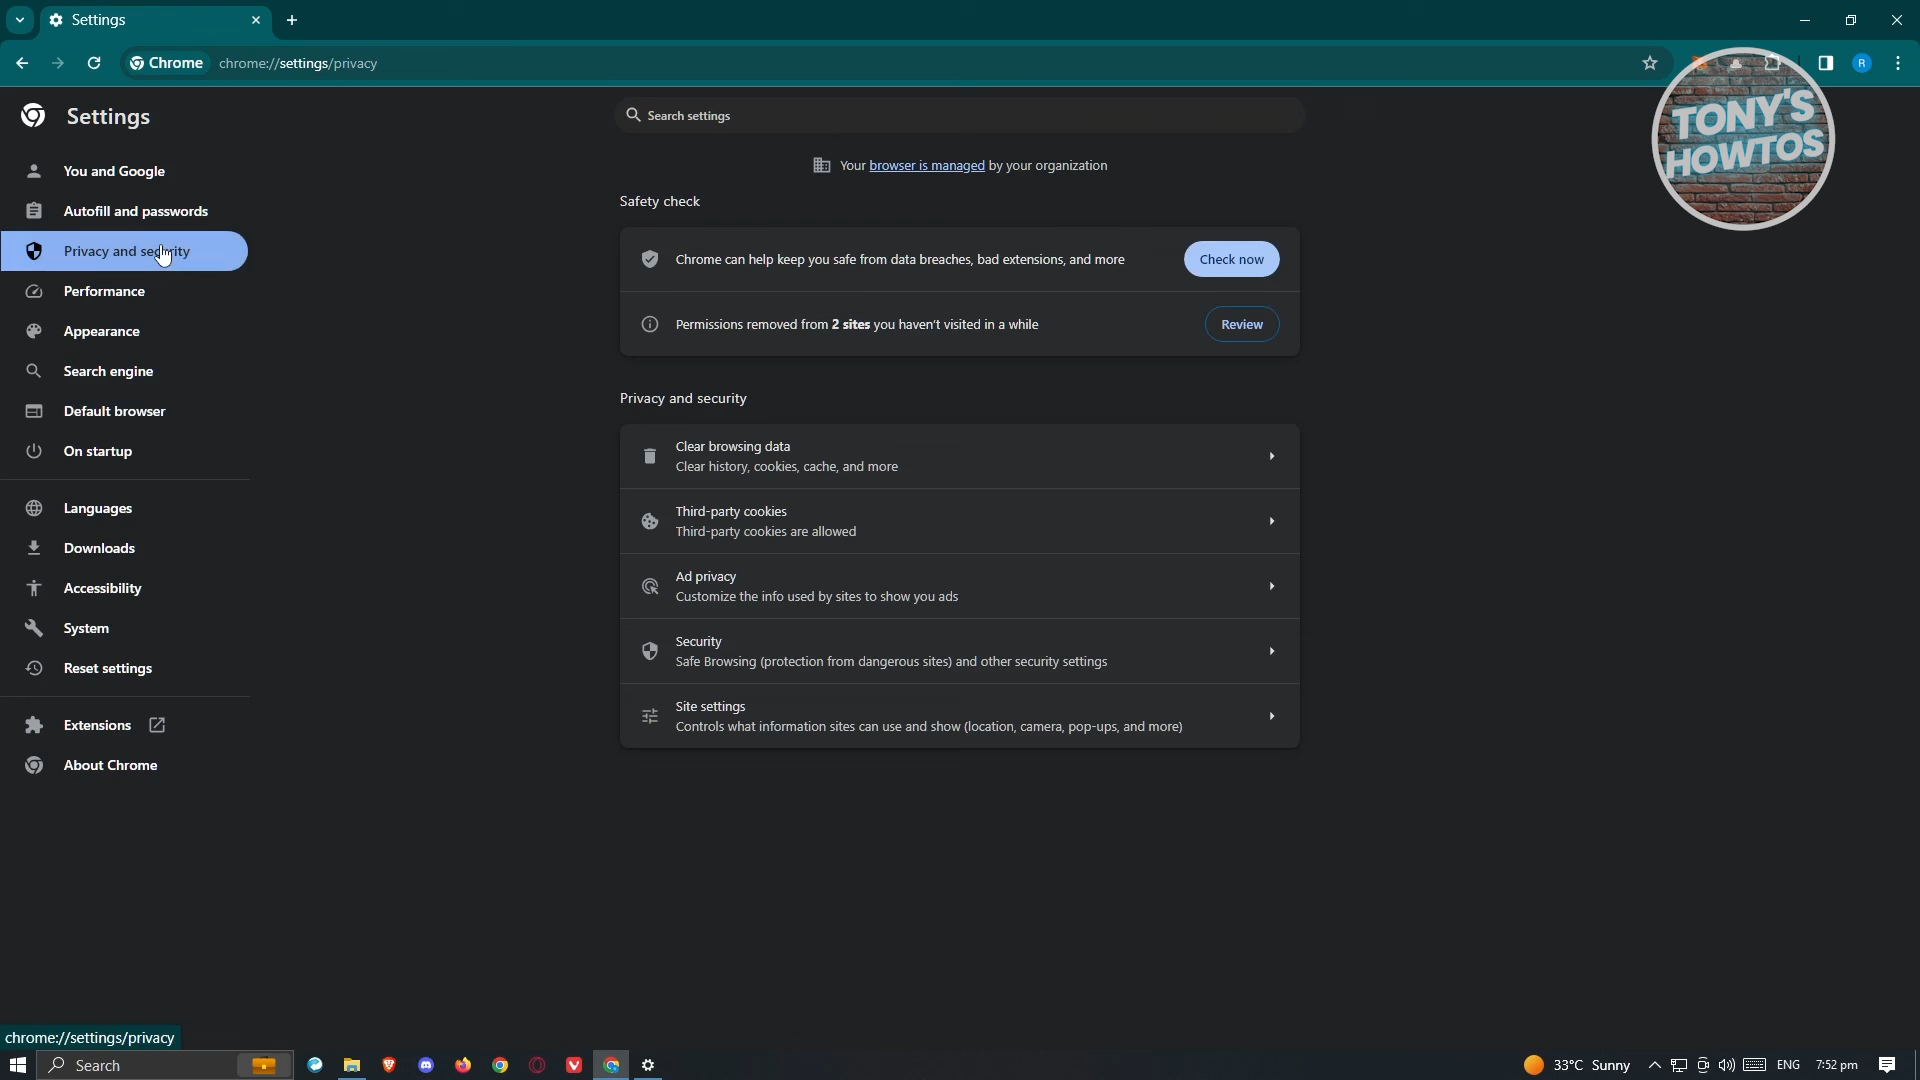 Settings
Chrome
chrome://settings/privacy
R
TONY'S
HOWTOS
Settings
Search settings
Your browser is managed by your organization
You and Google
Autofill and passwords
Privacy and security
Performance
Appearance
Search engine
Default browser
On startup
Languages
Downloads
Accessibility
System
Reset settings
Extensions
About Chrome
Safety check
Chrome can help keep you safe from data breaches, bad extensions, and more
Check now
Permissions removed from 2 sites you haven't visited in a while
Review
Privacy and security
Clear browsing data
Clear history, cookies, cache, and more
Third-party cookies
Third-party cookies are allowed
Ad privacy
Customize the info used by sites to show you ads
Security
Safe Browsing (protection from dangerous sites) and other security settings
Site settings
Controls what information sites can use and show (location, camera, pop-ups, and more)
chrome://settings/privacy
Search
33°C Sunny
ENG
7:52 pm